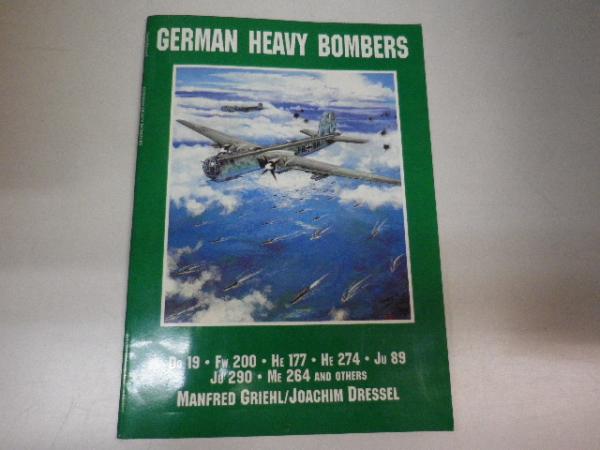 GERMAN HEAVY BOMBERS
DO 19 • FW 200 • HE 177 • HE 274 • JU 89
JU 290 • ME 264 AND OTHERS
MANFRED GRIEHL/JOACHIM DRESSEL